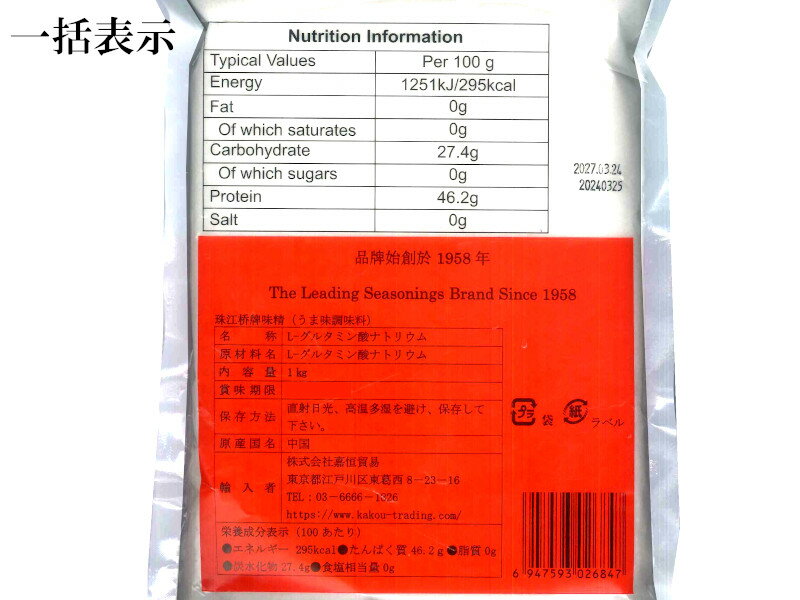 一括表示
Nutrition Information
Typical Values Per 100 g
Energy 1251kJ/295kcal
Fat 0g
Of which saturates 0g
Carbohydrate 27.4g
Of which sugars 0g
Protein 46.2g
Salt 0g
2027.03.24
20240325
品牌始創於 1958 年
The Leading Seasonings Brand Since 1958
珠江桥牌味精（うま味調味料）
名称 L-グルタミン酸ナトリウム
原材料名 L-グルタミン酸ナトリウム
内容量 1kg
賞味期限
保存方法 直射日光、高温多湿を避け、保存して
下さい。
原産国名 中国
輸入者 株式会社嘉恒貿易
東京都江戸川区東葛西 8－23－16
TEL：03－6666－1326
https://www.kakou-trading.com/
プラ 袋 紙 ラベル
栄養成分表示（100 あたり）
●エネルギー 295kcal●たんぱく質 46.2g●脂質 0g
●炭水化物 27.4g●食塩相当量 0g
6 947593 026847